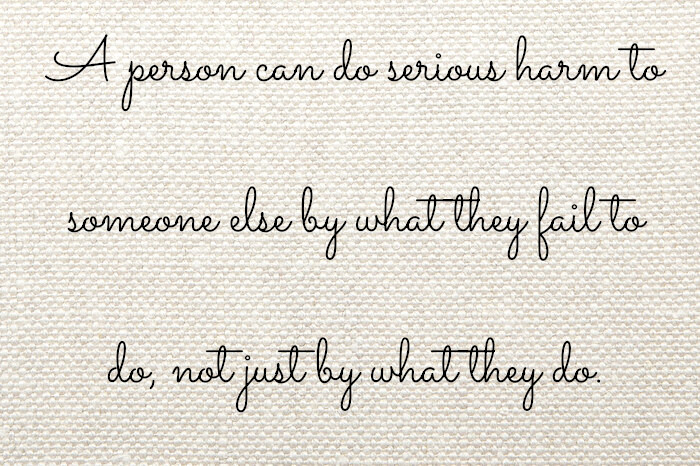 A person can do serious harm to
someone else by what they fail to
do, not just by what they do.